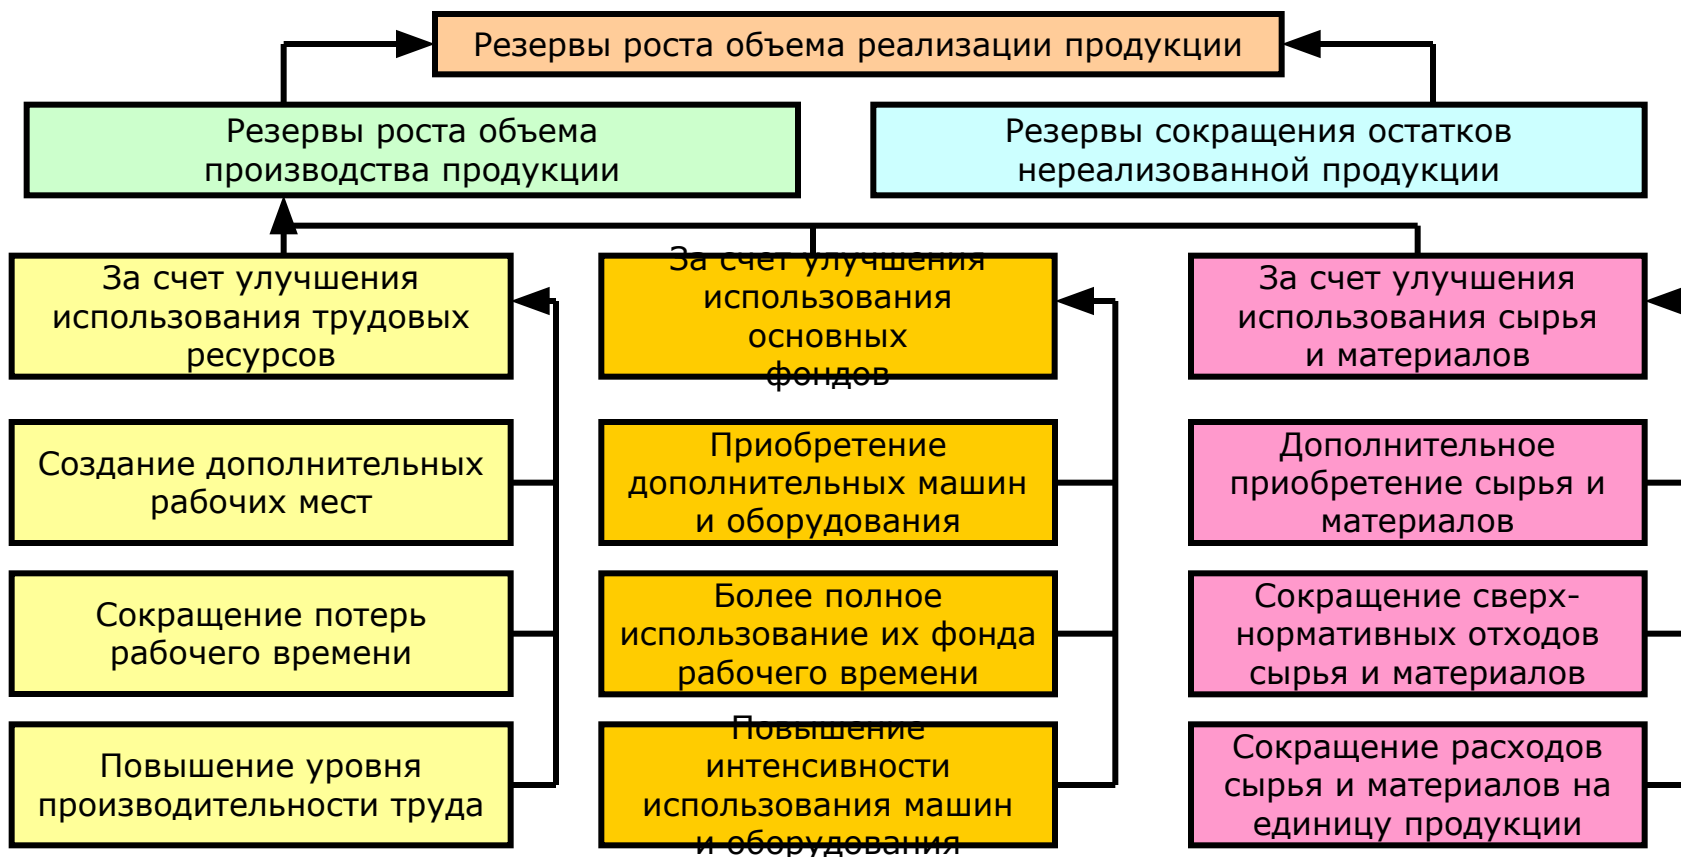 Резервы роста объема реализации продукции
Резервы роста объема
производства продукции
Резервы сокращения остатков
нереализованной продукции
За счет улучшения
использования трудовых
ресурсов
За счет улучшения
использования
основных
фондов
За счет улучшения
использования сырья
и материалов
Создание дополнительных
рабочих мест
Приобретение
дополнительных машин
и оборудования
Дополнительное
приобретение сырья и
материалов
Сокращение потерь
рабочего времени
Более полное
использование их фонда
рабочего времени
Сокращение сверх-
нормативных отходов
сырья и материалов
Повышение уровня
производительности труда
Повышение
интенсивности
использования машин
и оборудования
Сокращение расходов
сырья и материалов на
единицу продукции